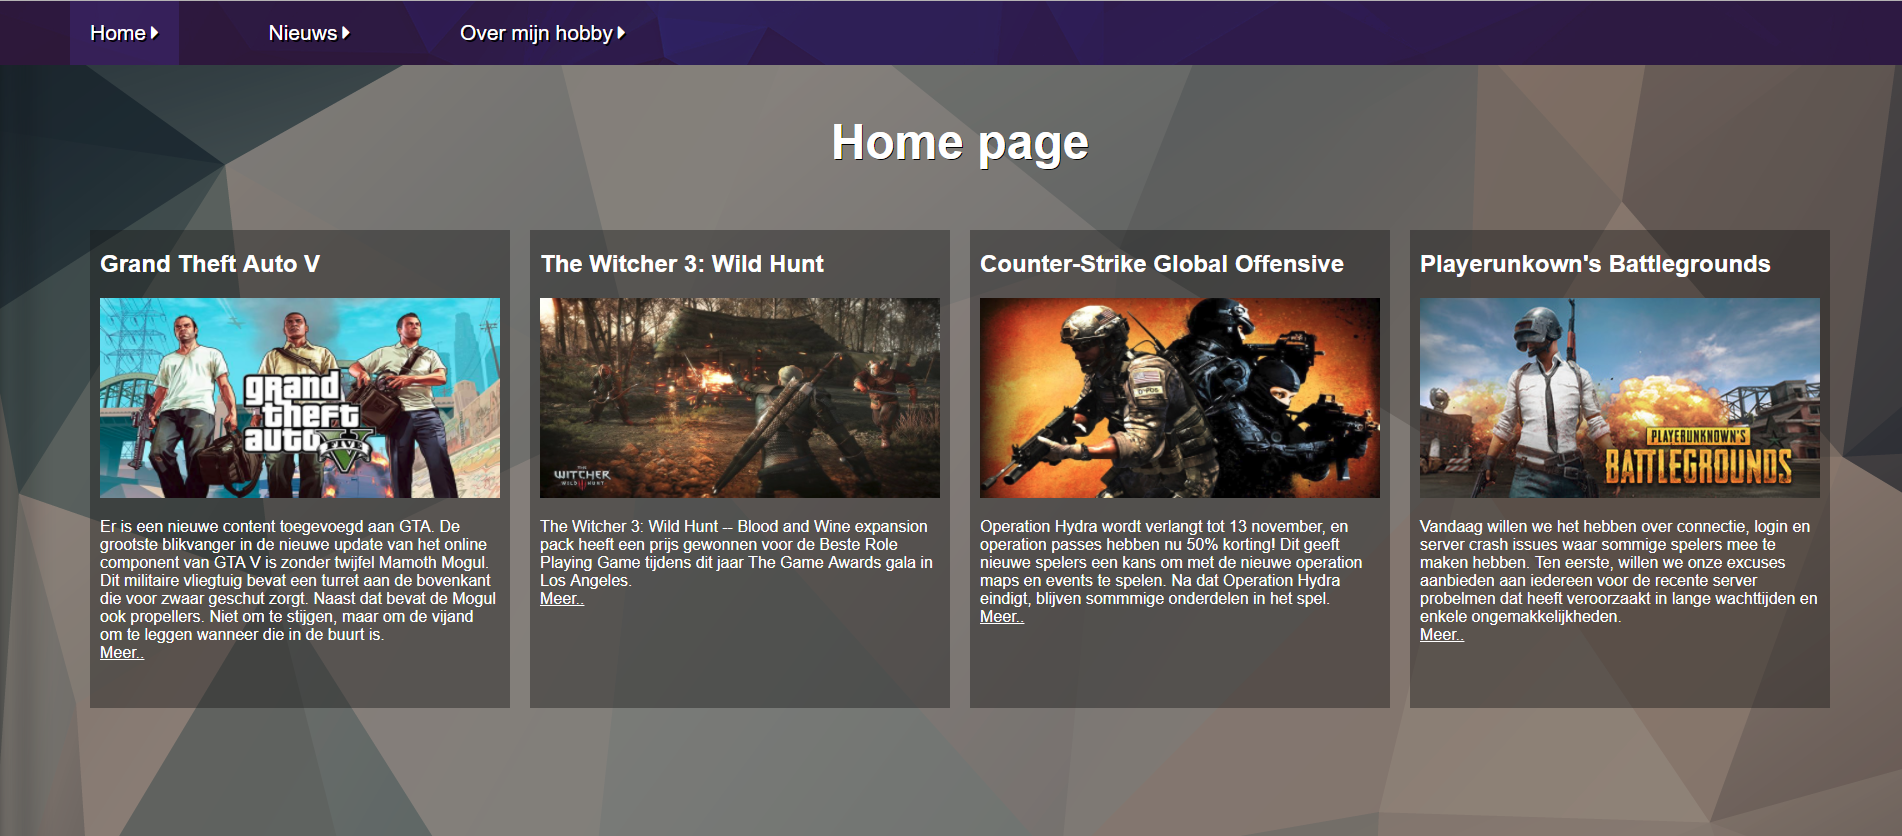 Home
Nieuws
Over mijn hobby
Home page
Grand Theft Auto V
grand
theft
auto
FIVE
V
Er is een nieuwe content toegevoegd aan GTA. De
grootste blikvanger in de nieuwe update van het online
component van GTA V is zonder twijfel Mamoth Mogul.
Dit militaire vliegtuig bevat een turret aan de bovenkant
die voor zwaar geschut zorgt. Naast dat bevat de Mogul
ook propellers. Niet om te stijgen, maar om de vijand
om te leggen wanneer die in de buurt is.
Meer..
The Witcher 3: Wild Hunt
THE
WITCHER
WILD HUNT
The Witcher 3: Wild Hunt -- Blood and Wine expansion
pack heeft een prijs gewonnen voor de Beste Role
Playing Game tijdens dit jaar The Game Awards gala in
Los Angeles.
Meer..
Counter-Strike Global Offensive
Operation Hydra wordt verlangt tot 13 november, en
operation passes hebben nu 50% korting! Dit geeft
nieuwe spelers een kans om met de nieuwe operation
maps en events te spelen. Na dat Operation Hydra
eindigt, blijven sommmige onderdelen in het spel.
Meer..
Playerunkown's Battlegrounds
PLAYERUNKNOWN'S
BATTLEGROUNDS
Vandaag willen we het hebben over connectie, login en
server crash issues waar sommige spelers mee te
maken hebben. Ten eerste, willen we onze excuses
aanbieden aan iedereen voor de recente server
probelmen dat heeft veroorzaakt in lange wachttijden en
enkele ongemakkelijkheden.
Meer..